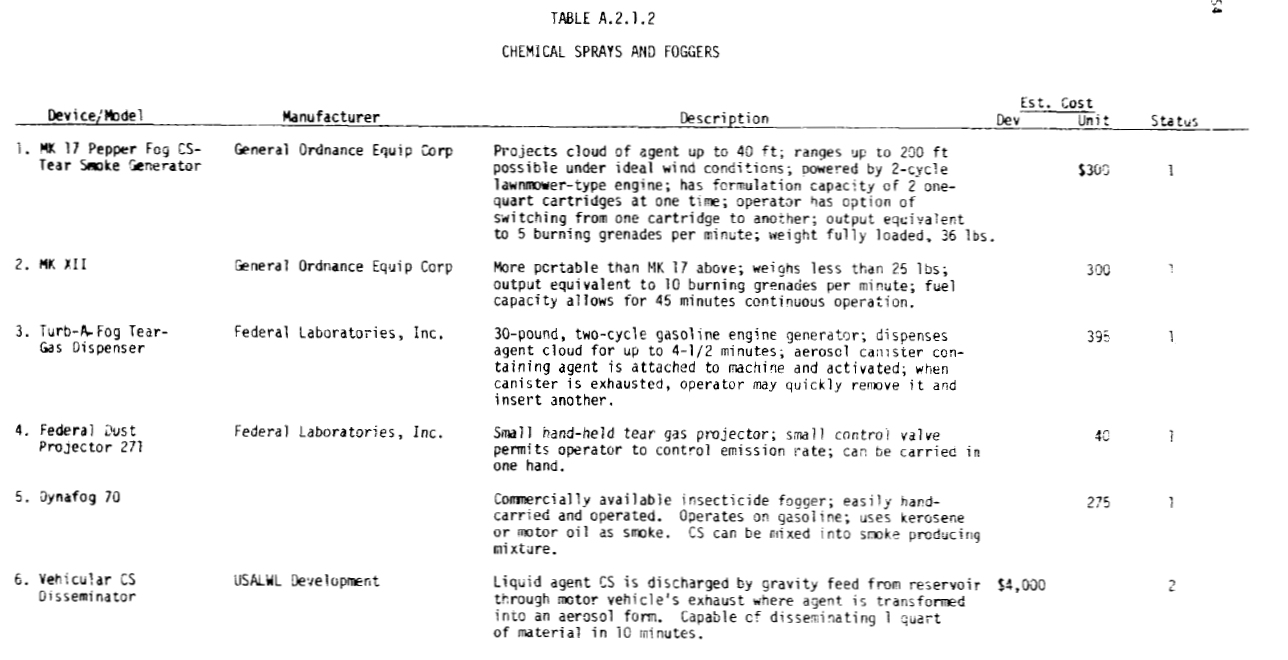 54
TABLE A.2.1.2
CHEMICAL SPRAYS AND FOGGERS
Est. Cost
Device/Model Manufacturer Description Dev Unit Status
1. MK 17 Pepper Fog CS- General Ordnance Equip Corp Projects cloud of agent up to 40 ft; ranges up to 200 ft
Tear Smoke Generator possible under ideal wind conditions; powered by 2-cycle $300 1
lawnmower-type engine; has formulation capacity of 2 one-
quart cartridges at one time; operator has option of
switching from one cartridge to another; output equivalent
to 5 burning grenades per minute; weight fully loaded, 36 lbs.
2. MK XII General Ordnance Equip Corp More portable than MK 17 above; weighs less than 25 lbs; 300 1
output equivalent to 10 burning grenades per minute; fuel
capacity allows for 45 minutes continuous operation.
3. Turb-A-Fog Tear- Federal Laboratories, Inc. 30-pound, two-cycle gasoline engine generator; dispenses 395 1
Gas Dispenser agent cloud for up to 4-1/2 minutes; aerosol canister con-
taining agent is attached to machine and activated; when
canister is exhausted, operator may quickly remove it and
insert another.
4. Federal Dust Federal Laboratories, Inc. Small hand-held tear gas projector; small control valve 40 1
Projector 271 permits operator to control emission rate; can be carried in
one hand.
5. Dynafog 70 Commercially available insecticide fogger; easily hand- 275 1
carried and operated. Operates on gasoline; uses kerosene
or motor oil as smoke. CS can be mixed into smoke producing
mixture.
6. Vehicular CS USALWL Development Liquid agent CS is discharged by gravity feed from reservoir $4,000 2
Disseminator through motor vehicle's exhaust where agent is transformed
into an aerosol form. Capable of disseminating 1 quart
of material in 10 minutes.